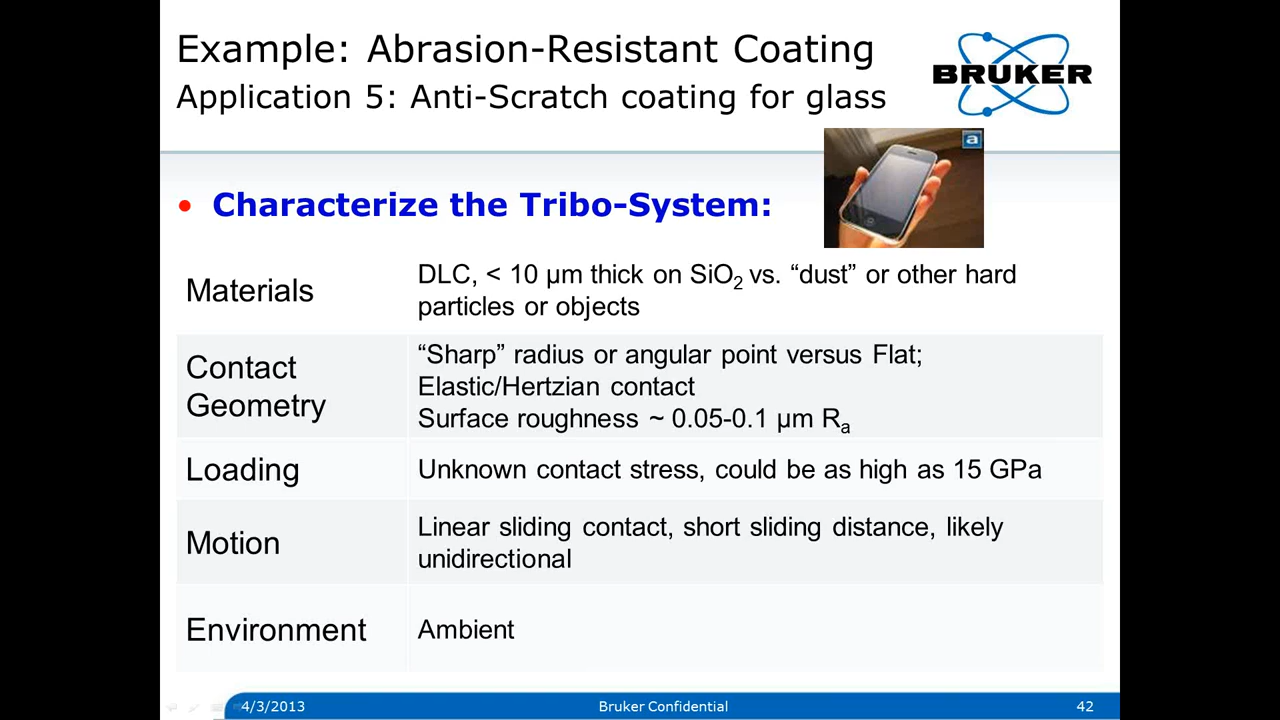 Example: Abrasion-Resistant Coating
Application 5: Anti-Scratch coating for glass
BRUKER
a
• Characterize the Tribo-System:
Materials
DLC, < 10 µm thick on SiO₂ vs. “dust” or other hard
particles or objects
Contact
Geometry
“Sharp” radius or angular point versus Flat;
Elastic/Hertzian contact
Surface roughness ~ 0.05-0.1 µm Rₐ
Loading
Unknown contact stress, could be as high as 15 GPa
Motion
Linear sliding contact, short sliding distance, likely
unidirectional
Environment
Ambient
4/3/2013
Bruker Confidential
42